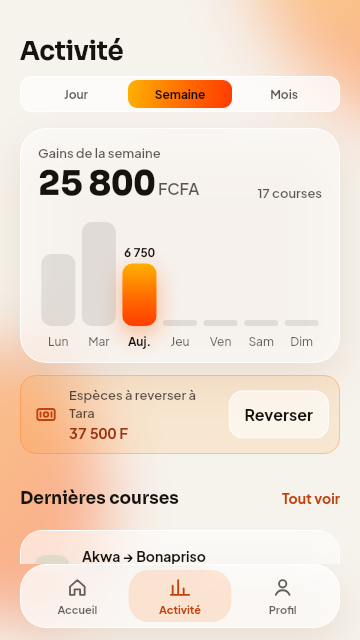 Activité
Jour Semaine Mois
Gains de la semaine
25 800 FCFA 17 courses
6 750
Lun Mar Auj. Jeu Ven Sam Dim
Espèces à reverser à
Tara
37 500 F
Reverser
Dernières courses Tout voir
Akwa → Bonapriso
Accueil Activité Profil